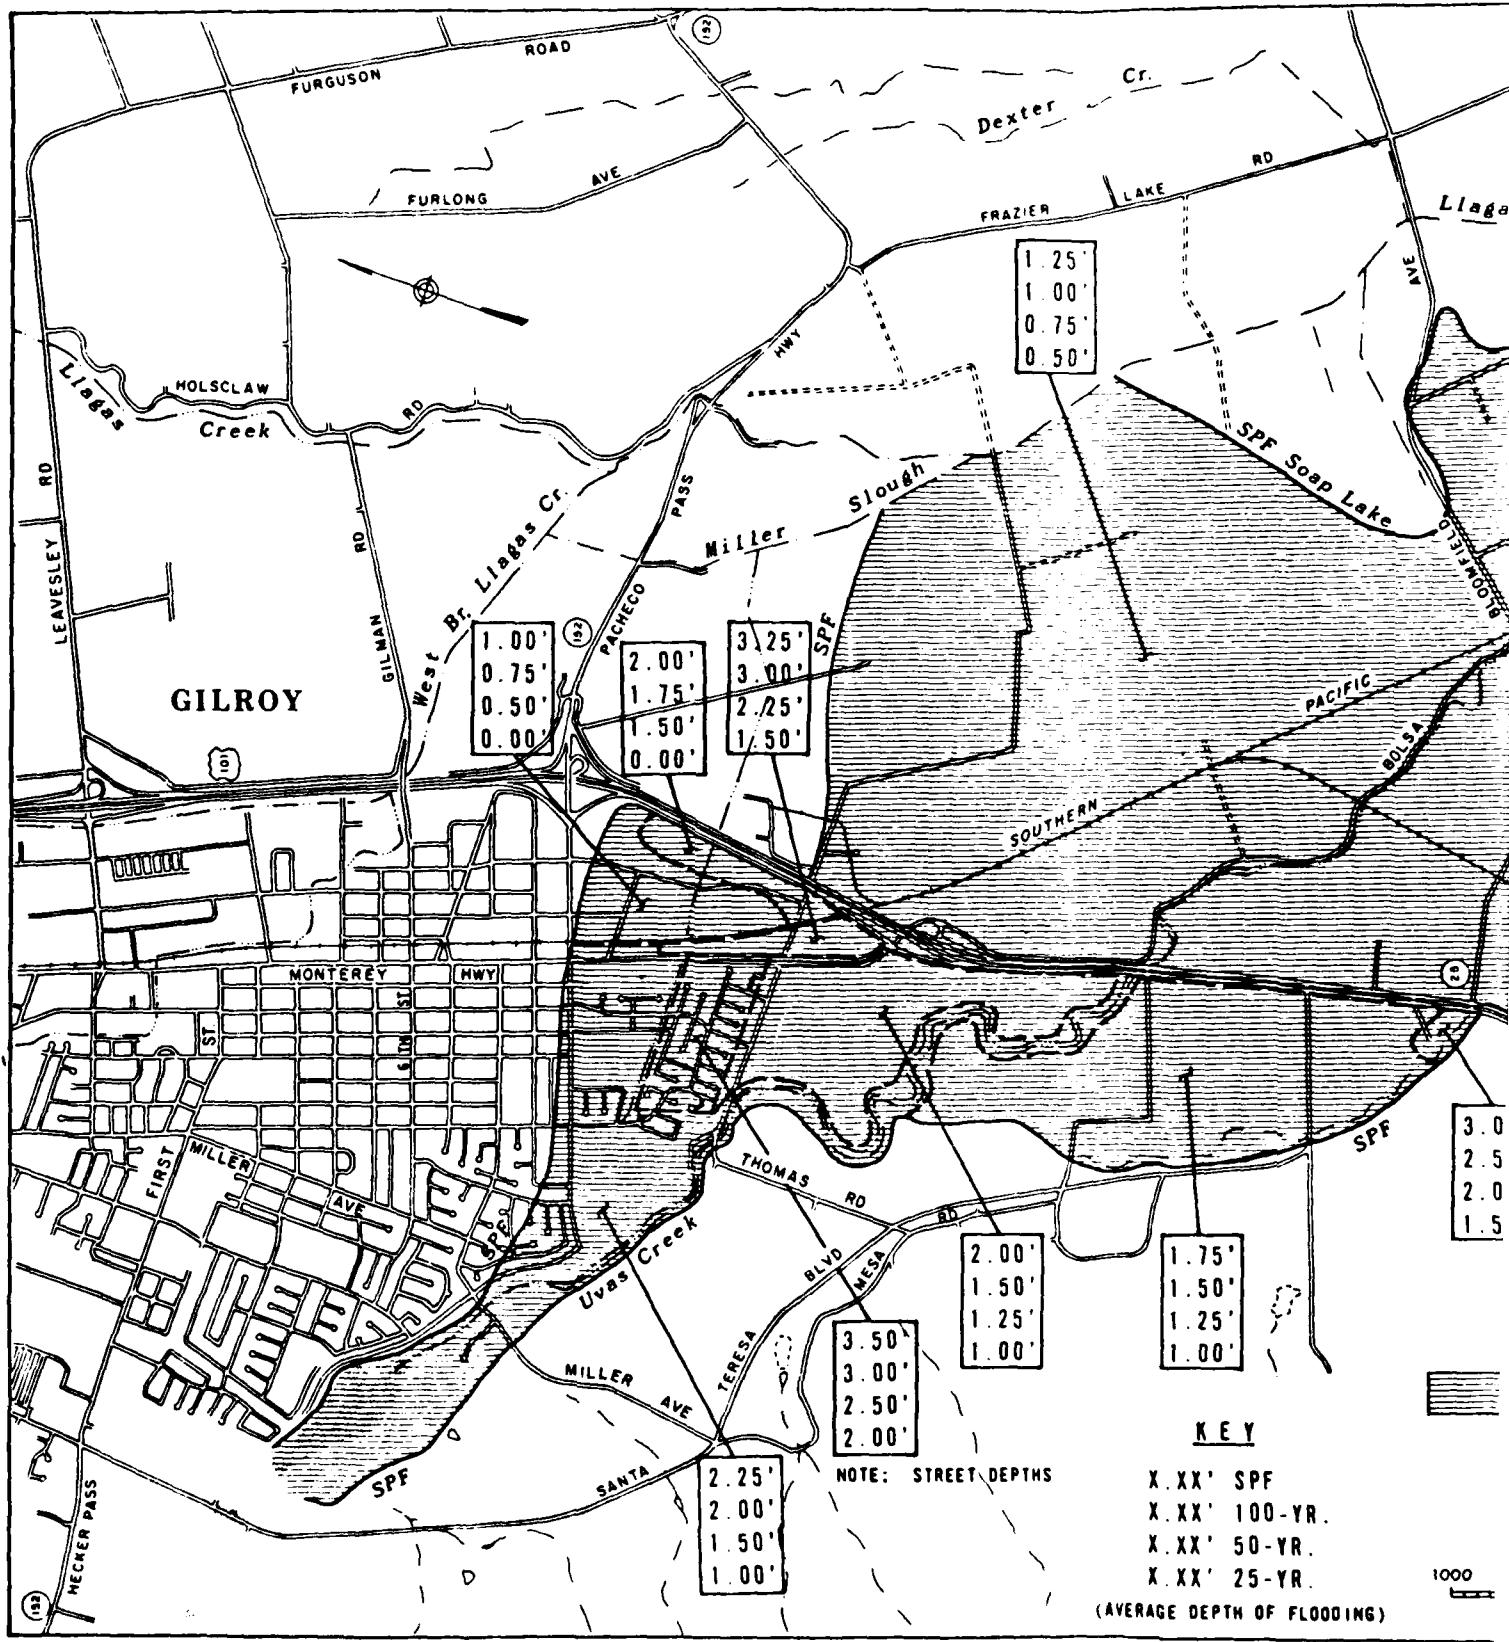 152
ROAD
FURGUSON
Cr.
Dexter
RD
AVE
LAKE
FURLONG
FRAZIER
Llaga
AVE
1.25'
1.00'
0.75'
0.50'
HWY
Llagas
HOLSCLAW
RD
Creek
SPF Soap Lake
RD
PASS
Slough
Miller
LEAVESLEY
RD
West Br. Llagas Cr.
BLOOMFIELD
GILMAN
PACHECO
152
SPF
1.00'
0.75'
0.50'
0.00'
2.00'
1.75'
1.50'
0.00'
3.25'
3.00'
2.25'
1.50'
GILROY
PACIFIC
BOLSA
101
SOUTHERN
MONTEREY HWY
25
ST
6TH ST
3.0
2.5
2.0
1.5
SPF
FIRST
MILLER
AVE
THOMAS
RD
SPF
RD
Uvas Creek
BLVD
MESA
2.00'
1.50'
1.25'
1.00'
1.75'
1.50'
1.25'
1.00'
3.50'
3.00'
2.50'
2.00'
TERESA
MILLER AVE
NOTE: STREET DEPTHS
SANTA
SPF
2.25'
2.00'
1.50'
1.00'
HECKER PASS
152
KEY
X.XX' SPF
X.XX' 100-YR.
X.XX' 50-YR.
X.XX' 25-YR.
(AVERAGE DEPTH OF FLOODING)
1000